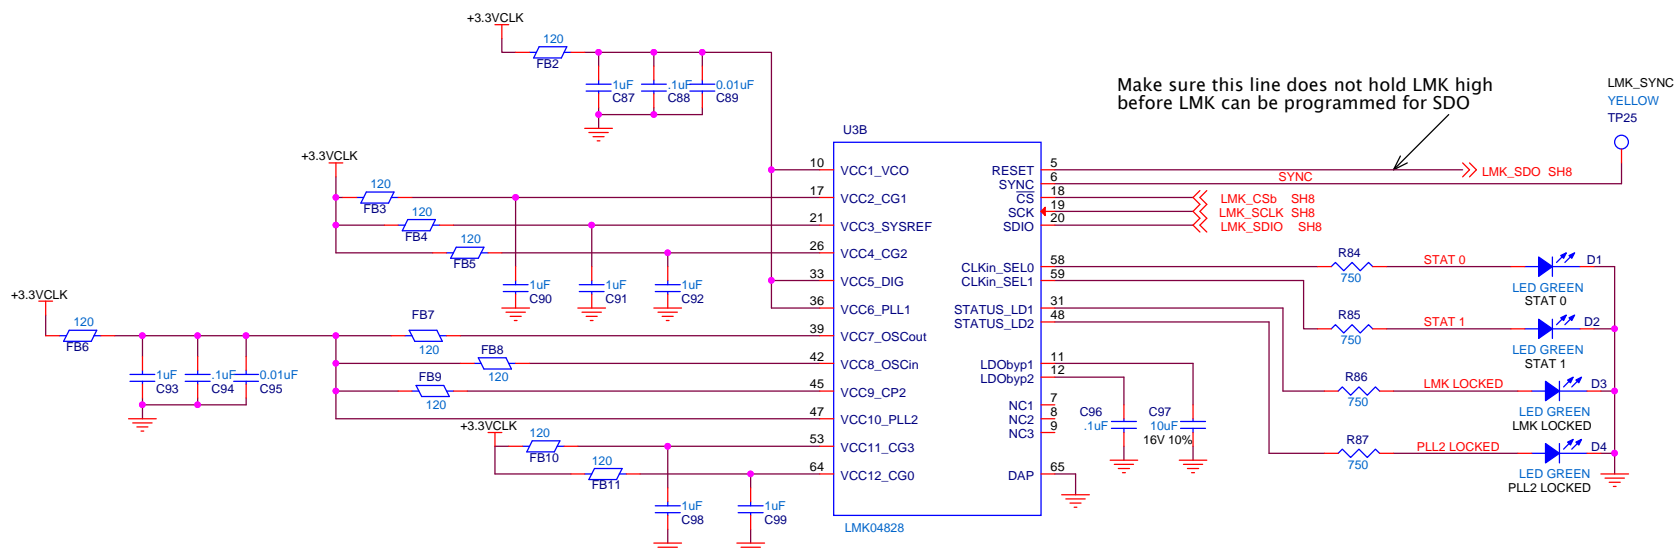 +3.3VCLK
120
FB2
1uF
C87
.1uF
C88
0.01uF
C89
Make sure this line does not hold LMK high
before LMK can be programmed for SDO
LMK_SYNC
YELLOW
TP25
+3.3VCLK
120
FB3
120
FB4
120
FB5
1uF
C90
1uF
C91
1uF
C92
+3.3VCLK
120
FB6
1uF
C93
.1uF
C94
0.01uF
C95
FB7
120
FB8
120
FB9
120
+3.3VCLK
120
FB10
120
FB11
1uF
C98
1uF
C99
U3B
10 VCC1_VCO
17 VCC2_CG1
21 VCC3_SYSREF
26 VCC4_CG2
33 VCC5_DIG
36 VCC6_PLL1
39 VCC7_OSCout
42 VCC8_OSCin
45 VCC9_CP2
47 VCC10_PLL2
53 VCC11_CG3
64 VCC12_CG0
RESET 5
SYNC 6
CS 18
SCK 19
SDIO 20
CLKin_SEL0 58
CLKin_SEL1 59
STATUS_LD1 31
STATUS_LD2 48
LDObyp1 11
LDObyp2 12
NC1 7
NC2 8
NC3 9
DAP 65
LMK04828
LMK_SDO SH8
SYNC
LMK_CSb SH8
LMK_SCLK SH8
LMK_SDIO SH8
C96
.1uF
C97
10uF
16V 10%
R84
750
STAT 0
D1
LED GREEN
STAT 0
R85
750
STAT 1
D2
LED GREEN
STAT 1
R86
750
LMK LOCKED
D3
LED GREEN
LMK LOCKED
R87
750
PLL2 LOCKED
D4
LED GREEN
PLL2 LOCKED